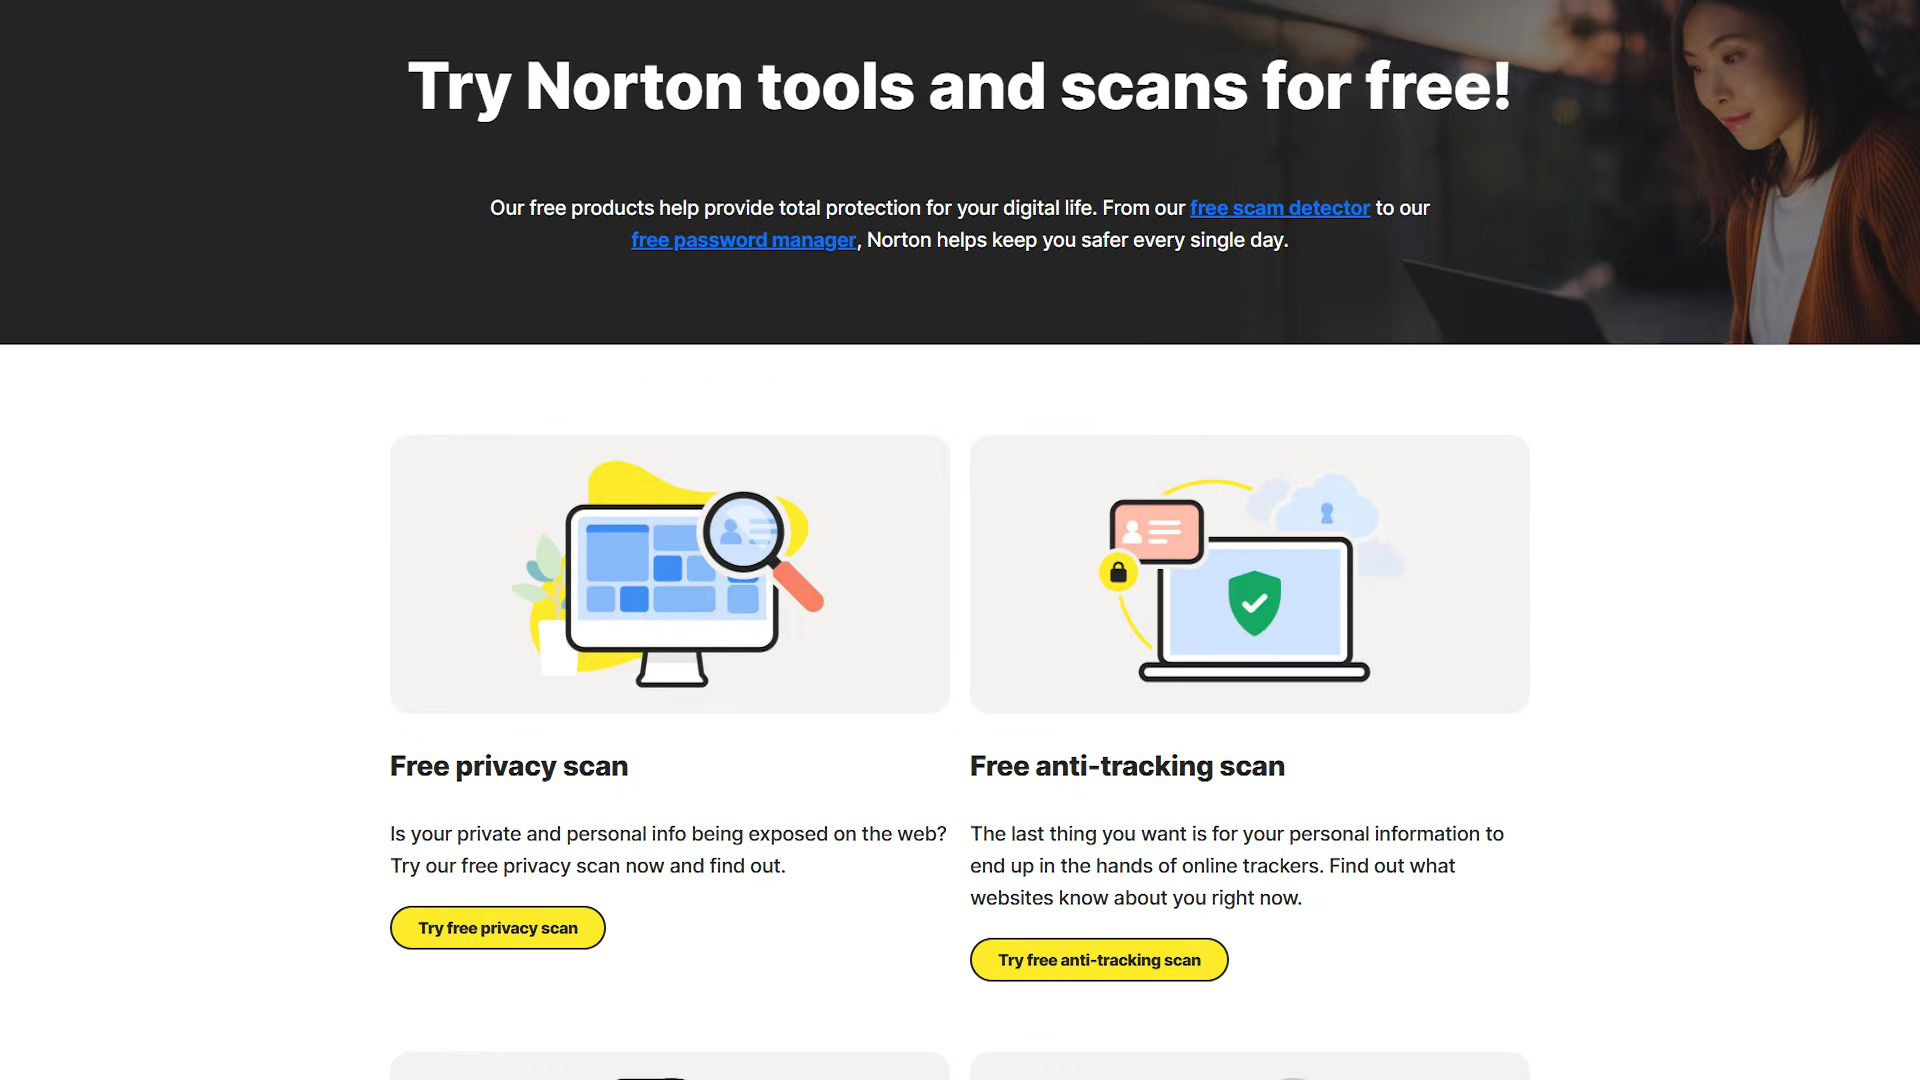 Try Norton tools and scans for free!
Our free products help provide total protection for your digital life. From our free scam detector to our
free password manager, Norton helps keep you safer every single day.
Free privacy scan
Is your private and personal info being exposed on the web?
Try our free privacy scan now and find out.
Try free privacy scan
Free anti-tracking scan
The last thing you want is for your personal information to
end up in the hands of online trackers. Find out what
websites know about you right now.
Try free anti-tracking scan